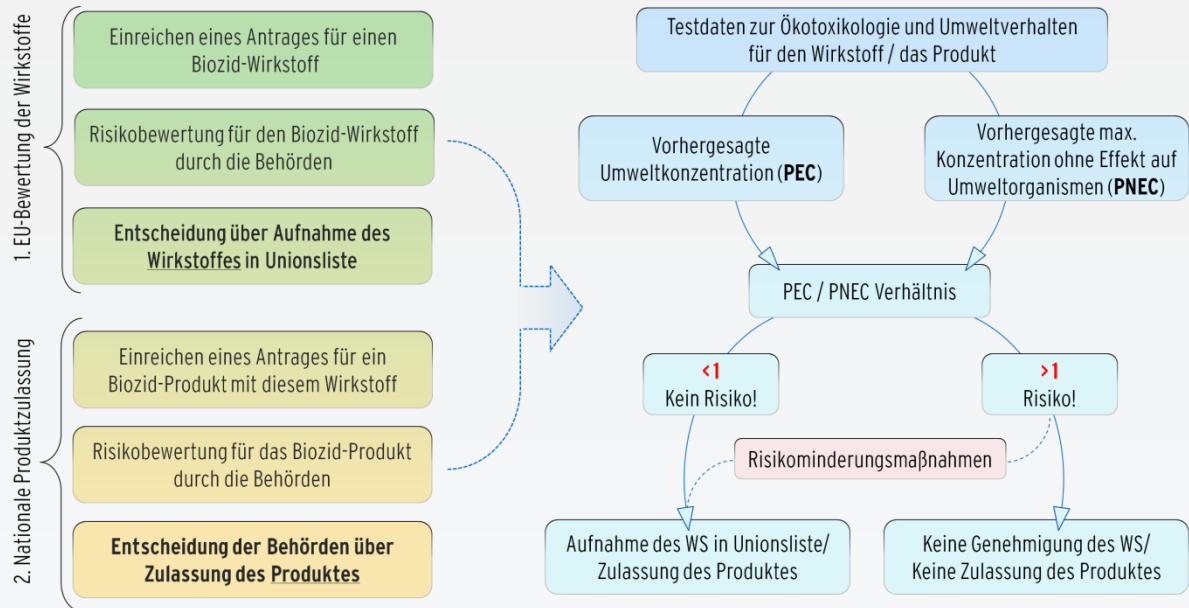 1. EU-Bewertung der Wirkstoffe
Einreichen eines Antrages für einen
Biozid-Wirkstoff
Risikobewertung für den Biozid-Wirkstoff
durch die Behörden
Entscheidung über Aufnahme des
Wirkstoffes in Unionsliste
2. Nationale Produktzulassung
Einreichen eines Antrages für ein
Biozid-Produkt mit diesem Wirkstoff
Risikobewertung für das Biozid-Produkt
durch die Behörden
Entscheidung der Behörden über
Zulassung des Produktes
Testdaten zur Ökotoxikologie und Umweltverhalten
für den Wirkstoff / das Produkt
Vorhergesagte
Umweltkonzentration (PEC)
Vorhergesagte max.
Konzentration ohne Effekt auf
Umweltorganismen (PNEC)
PEC / PNEC Verhältnis
<1
Kein Risiko!
>1
Risiko!
Risikominderungsmaßnahmen
Aufnahme des WS in Unionsliste/
Zulassung des Produktes
Keine Genehmigung des WS/
Keine Zulassung des Produktes